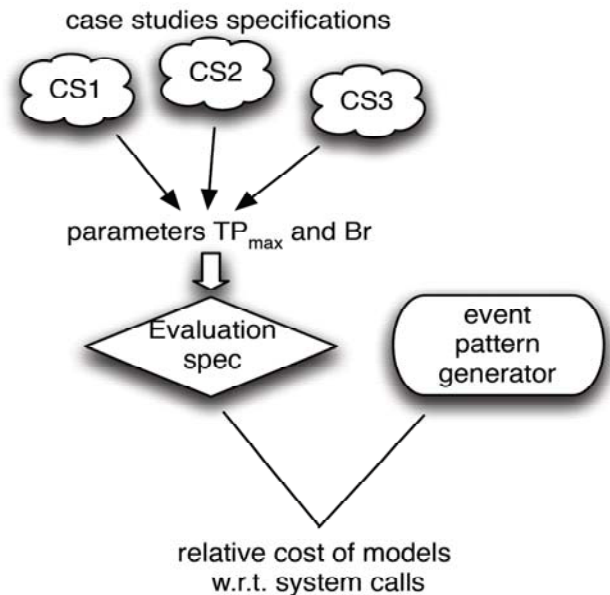 case studies specifications
CS1
CS2
CS3
parameters TPmax and Br
Evaluation
spec
event
pattern
generator
relative cost of models
w.r.t. system calls